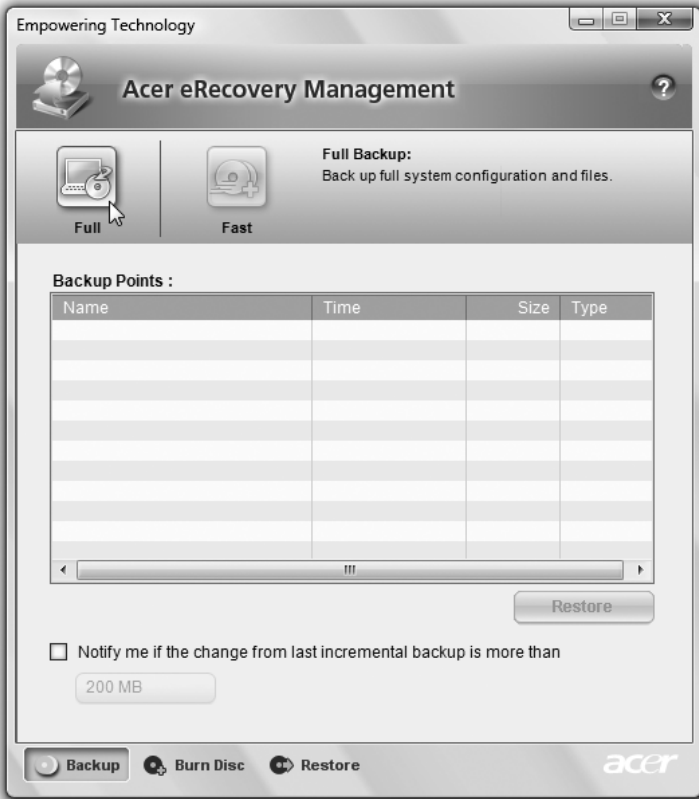 Empowering Technology
Acer eRecovery Management
?
Full
Fast
Full Backup:
Back up full system configuration and files.
Backup Points :
Name Time Size Type
Restore
Notify me if the change from last incremental backup is more than
200 MB
Backup Burn Disc Restore
acer